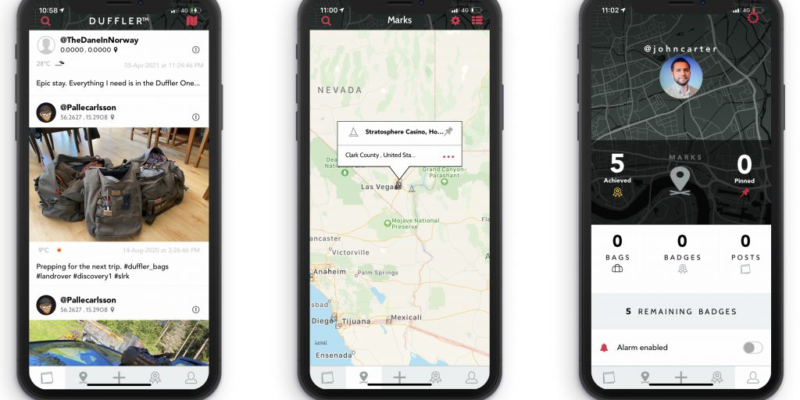 10:58
4G
DUFFLER™
@TheDaneInNorway
0.0000 , 0.0000
28°C
05-Apr-2021 at 11:24:46 PM
Epic stay. Everything I need is in the Duffler One...
@Pallecarlsson
56.2627 , 15.2908
9°C
14-Aug-2020 at 3:26:46 PM
Prepping for the next trip. #duffler_bags
#landrover #discovery1 #slrk
@Pallecarlsson
56.2627 , 15.2908
11:00
4G
Marks
NEVADA
Stratosphere Casino, Ho...
Clark County , United Sta..
Grand Canyon-
Parashant
Las Vegas
Mojave National
Preserve
ancaster
Victorville
Anaheim
Palm Springs
sbad
Diego
Tijuana
Mexicali
Ensenada
11:02
4G
@johncarter
MARKS
5
Achieved
0
Pinned
0
BAGS
0
BADGES
0
POSTS
5 REMAINING BADGES
Alarm enabled